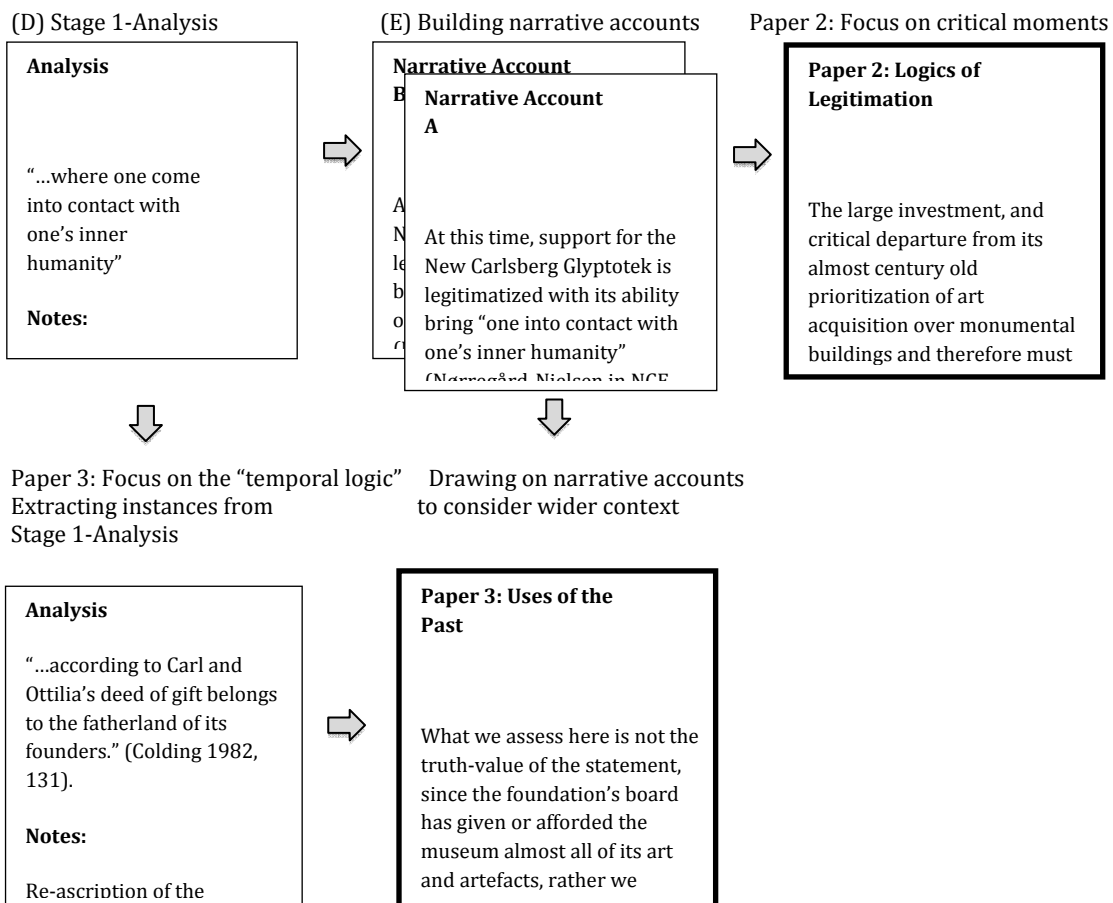 (D) Stage 1-Analysis
(E) Building narrative accounts
Paper 2: Focus on critical moments
Analysis
“…where one come
into contact with
one’s inner
humanity”
Notes:
Narrative Account
B
A
N
le
b
o
Narrative Account
A
At this time, support for the
New Carlsberg Glyptotek is
legitimatized with its ability
bring “one into contact with
one’s inner humanity”
(Nørregård-Nielsen in NCF
Paper 2: Logics of
Legitimation
The large investment, and
critical departure from its
almost century old
prioritization of art
acquisition over monumental
buildings and therefore must
Paper 3: Focus on the “temporal logic”
Extracting instances from
Stage 1-Analysis
Drawing on narrative accounts
to consider wider context
Analysis
“…according to Carl and
Ottilia’s deed of gift belongs
to the fatherland of its
founders.” (Colding 1982,
131).
Notes:
Re-ascription of the
Paper 3: Uses of the
Past
What we assess here is not the
truth-value of the statement,
since the foundation’s board
has given or afforded the
museum almost all of its art
and artefacts, rather we